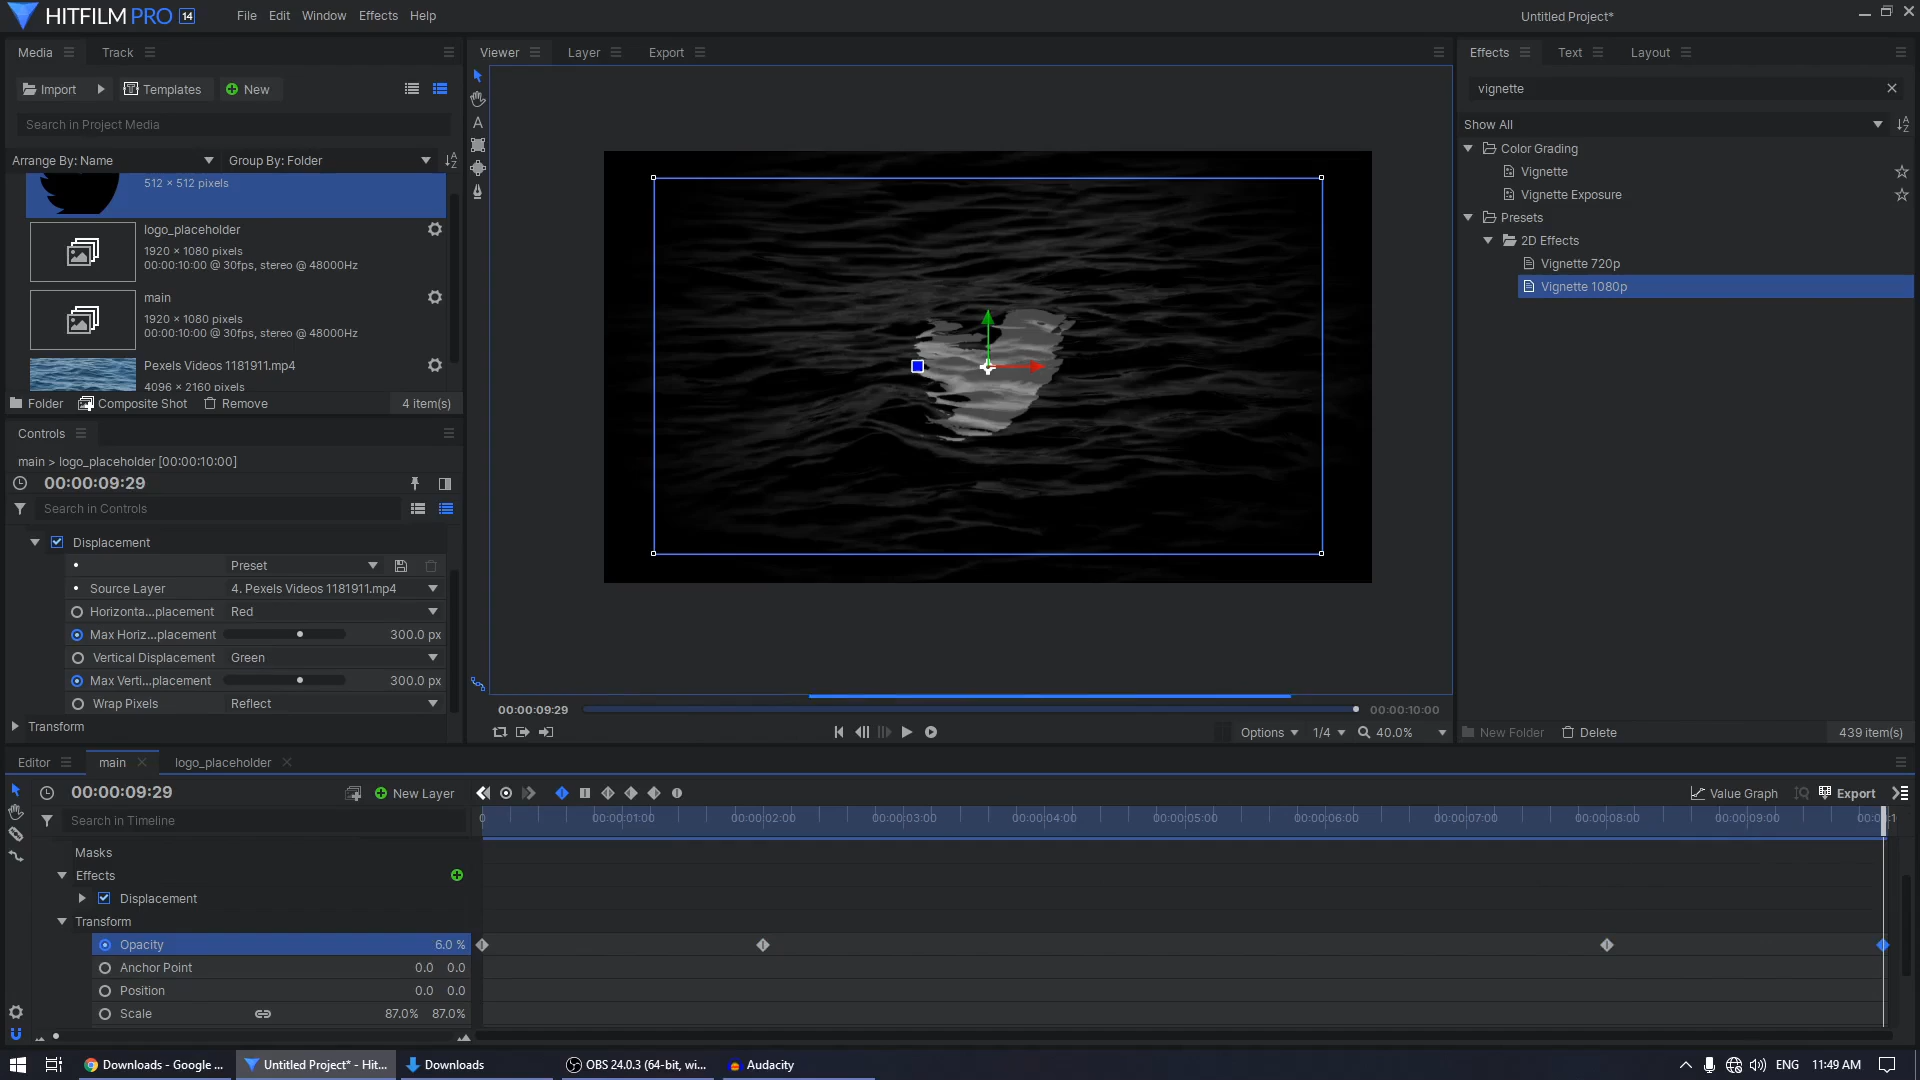 HITFILM PRO 14
File Edit Window Effects Help
Untitled Project*
Media Track
Import Templates New
Search in Project Media
Arrange By: Name Group By: Folder
512 × 512 pixels
logo_placeholder
1920 × 1080 pixels
00:00:10:00 @ 30fps, stereo @ 48000Hz
main
1920 × 1080 pixels
00:00:10:00 @ 30fps, stereo @ 48000Hz
Pexels Videos 1181911.mp4
4096 × 2160 pixels
Folder Composite Shot Remove 4 item(s)
Controls
main > logo_placeholder [00:00:10:00]
00:00:09:29
Search in Controls
Displacement
Preset
Source Layer 4. Pexels Videos 1181911.mp4
Horizonta...placement Red
Max Horiz...placement 300.0 px
Vertical Displacement Green
Max Verti...placement 300.0 px
Wrap Pixels Reflect
Transform
Viewer Layer Export
A
00:00:09:29 00:00:10:00
Options 1/4 40.0%
Effects Text Layout
vignette
Show All
Color Grading
Vignette
Vignette Exposure
Presets
2D Effects
Vignette 720p
Vignette 1080p
New Folder Delete 439 item(s)
Editor main logo_placeholder
00:00:09:29 New Layer Value Graph Export
Search in Timeline
0 00:00:01:00 00:00:02:00 00:00:03:00 00:00:04:00 00:00:05:00 00:00:06:00 00:00:07:00 00:00:08:00 00:00:09:00
Masks
Effects
Displacement
Transform
Opacity 6.0 %
Anchor Point 0.0 0.0
Position 0.0 0.0
Scale 87.0% 87.0%
Downloads - Google ... Untitled Project* - Hit... Downloads OBS 24.0.3 (64-bit, wi... Audacity ENG 11:49 AM